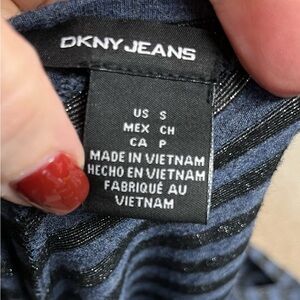 DKNY JEANS
US S
MEX CH
CA P
MADE IN VIETNAM
HECHO EN VIETNAM
FABRIQUÉ AU
VIETNAM